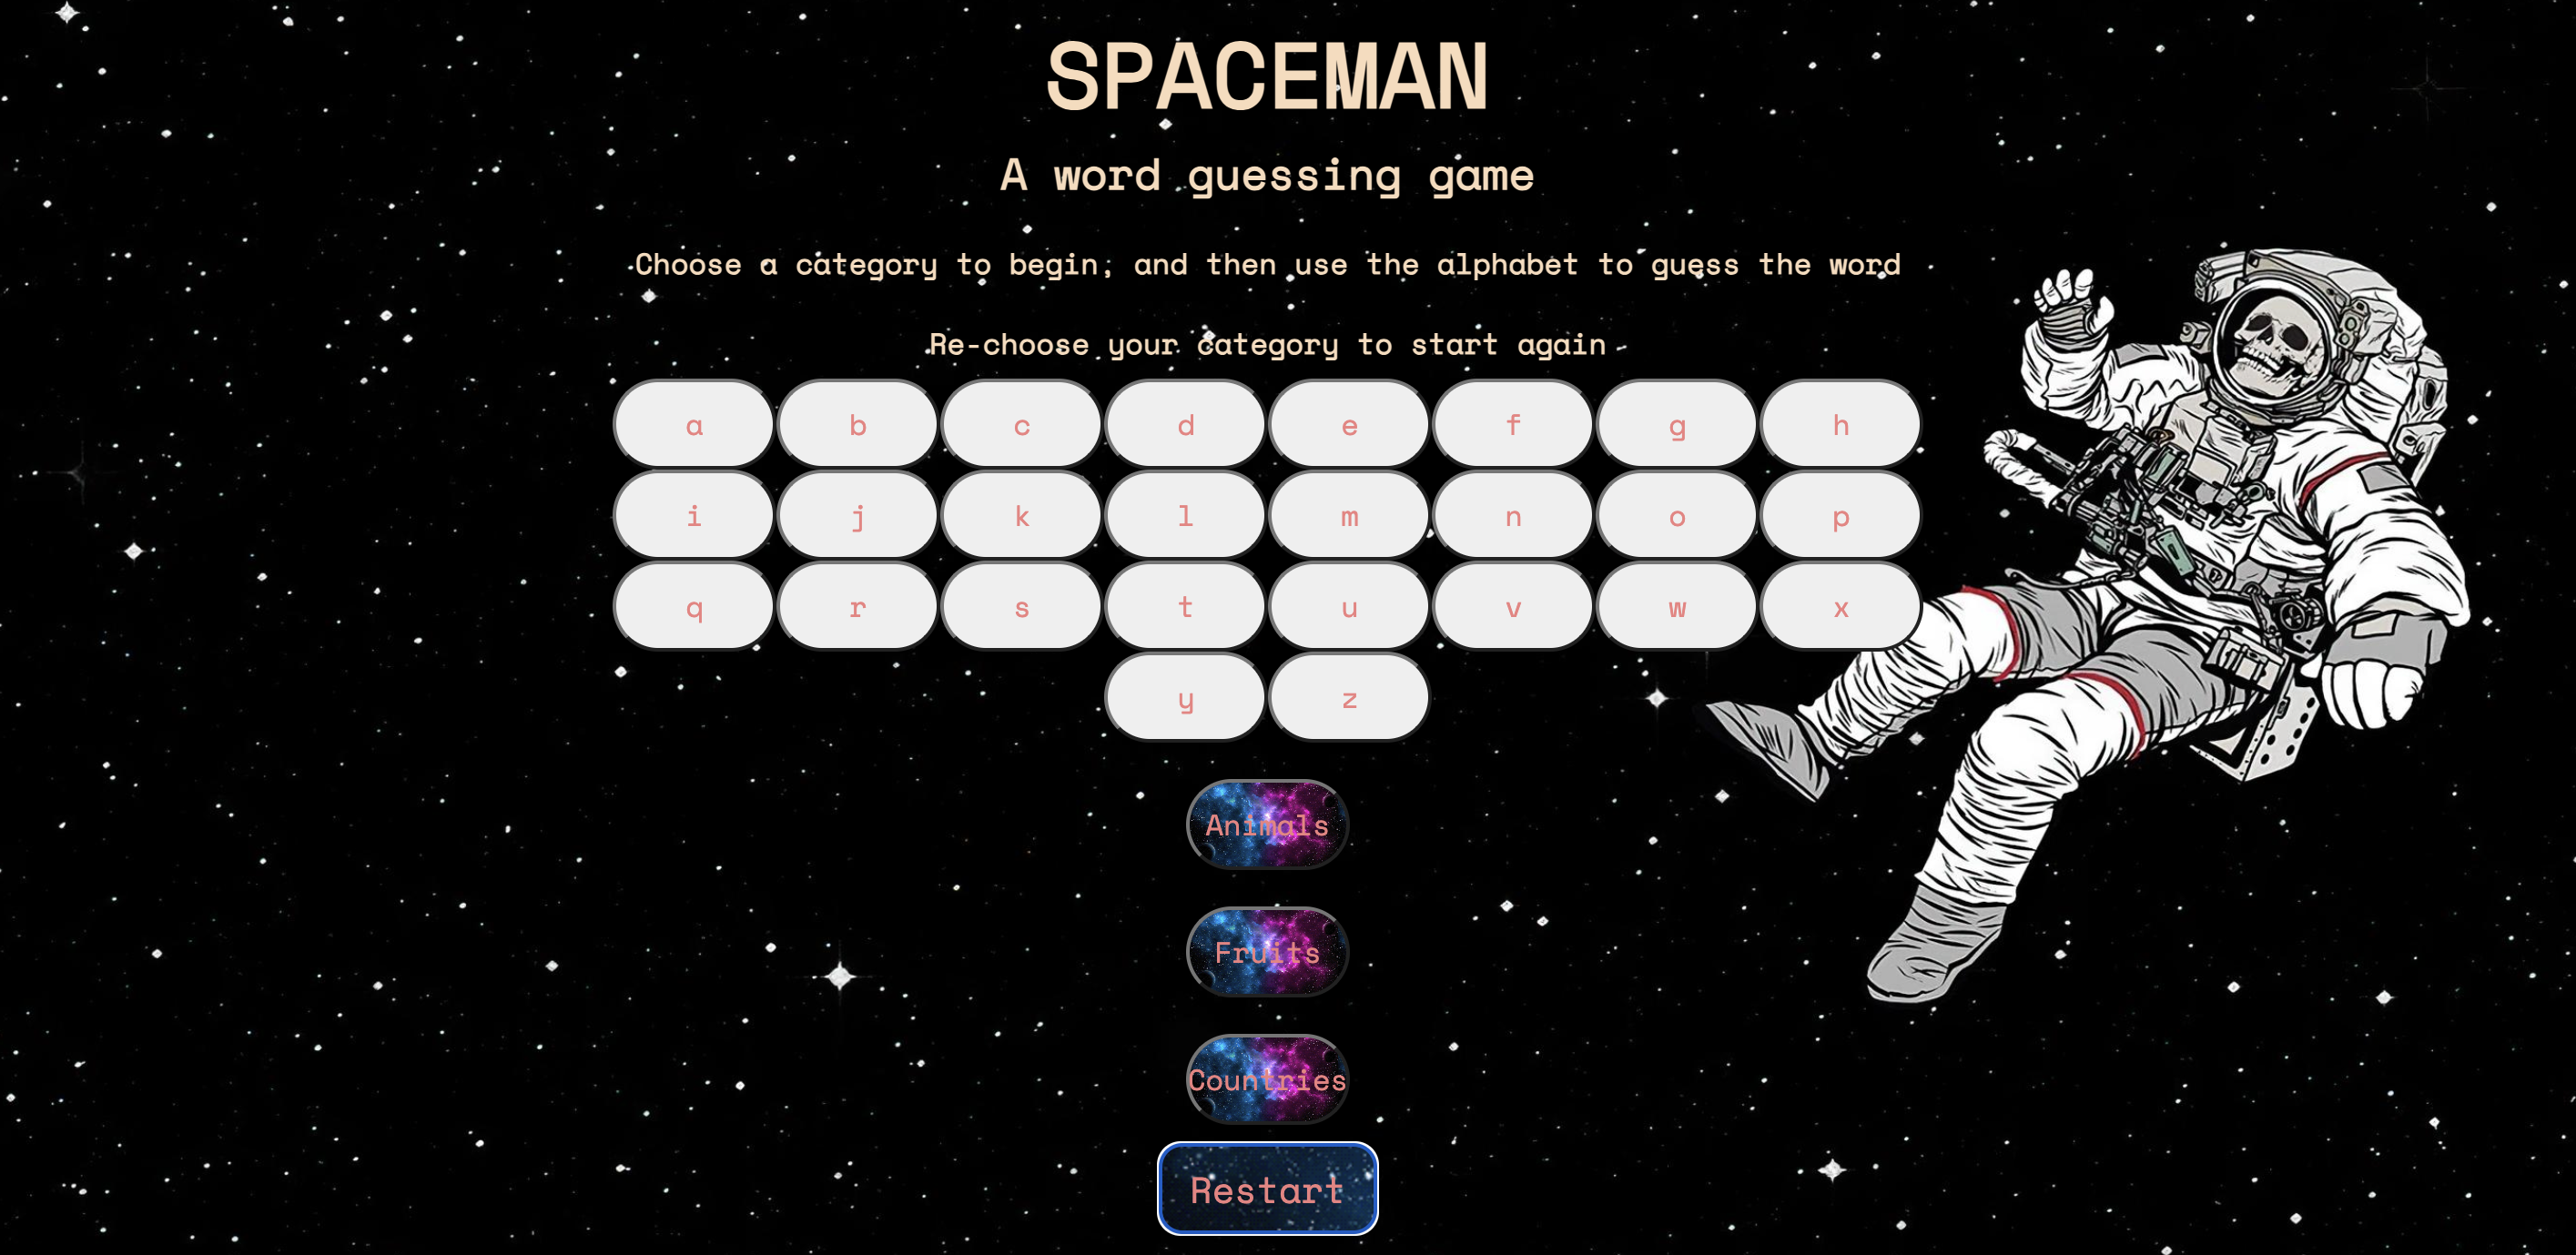 SPACEMAN
A word guessing game
Choose a category to begin, and then use the alphabet to guess the word
Re-choose your category to start again
a b c d e f g h
i j k l m n o p
q r s t u v w x
y z
Animals
Fruits
Countries
Restart